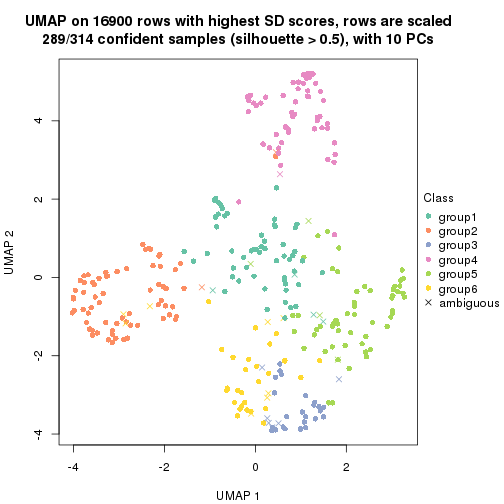 UMAP on 16900 rows with highest SD scores, rows are scaled
289/314 confident samples (silhouette > 0.5), with 10 PCs
4
2
0
-2
-4
UMAP 2
-4
-2
0
2
UMAP 1
Class
group1
group2
group3
group4
group5
group6
ambiguous